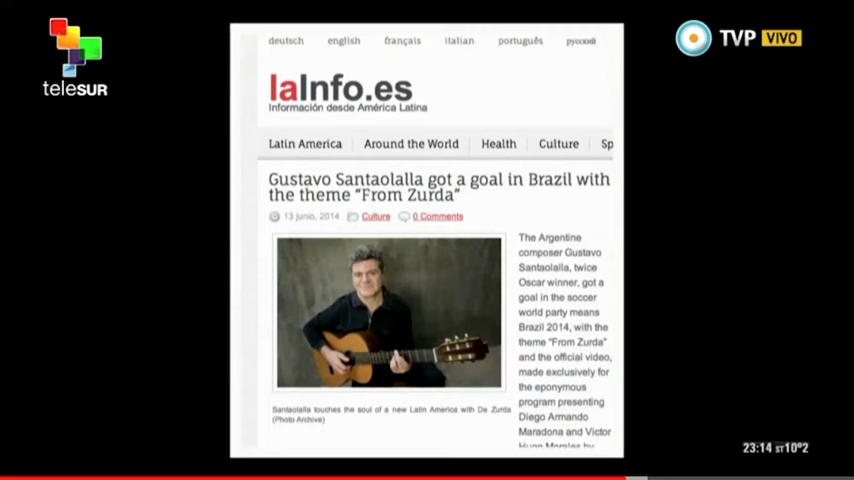 teleSUR
TVP VIVO
deutsch english français italian português русский
laInfo.es
Información desde América Latina
Latin America Around the World Health Culture Sp
Gustavo Santaolalla got a goal in Brazil with
the theme “From Zurda”
13 junio, 2014 Culture 0 Comments
The Argentine
composer Gustavo
Santaolalla, twice
Oscar winner, got a
goal in the soccer
world party means
Brazil 2014, with the
theme “From Zurda”
and the official video,
made exclusively for
the eponymous
program presenting
Diego Armando
Maradona and Victor
Hugo Morales by
Santaolalla touches the soul of a new Latin America with De Zurda
(Photo Archive)
23:14 ST10º2